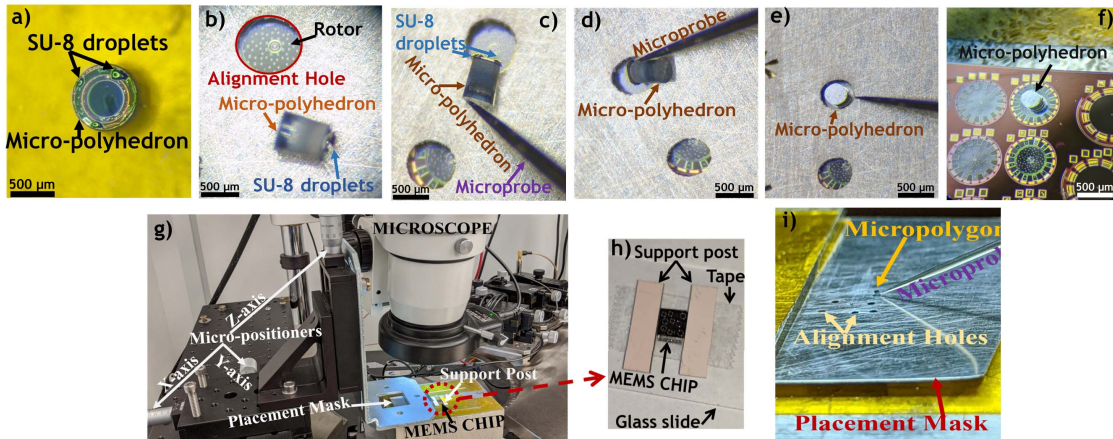 a)
SU-8 droplets
Micro-polyhedron
500 µm
b)
Rotor
Alignment Hole
Micro-polyhedron
SU-8 droplets
500 µm
c)
SU-8
droplets
Micro-polyhedron
Microprobe
500 µm
d)
Microprobe
Micro-polyhedron
500 µm
e)
Micro-polyhedron
500 µm
f)
Micro-polyhedron
500 µm
g)
MICROSCOPE
Z-axis
Micro-positioners
X-axis
Y-axis
Support Post
Placement Mask
MEMS CHIP
h)
Support post
Tape
MEMS CHIP
Glass slide
i)
Micropolygon
Microprob
Alignment Holes
Placement Mask